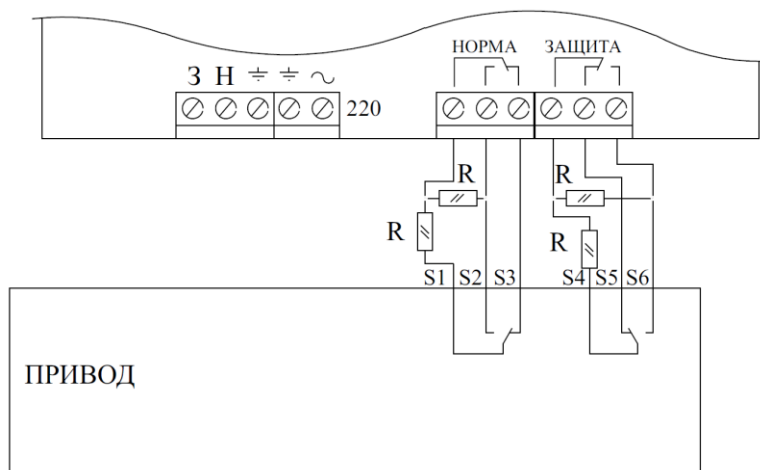 НОРМА ЗАЩИТА
З Н
220
R R
R R
S1 S2 S3 S4 S5 S6
ПРИВОД